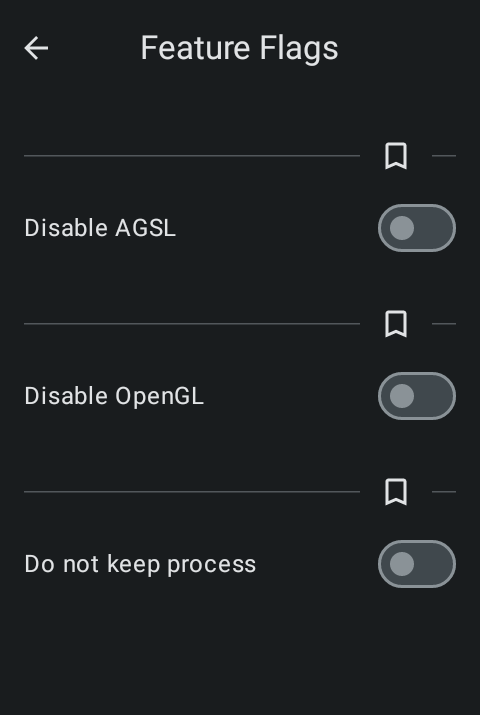 Feature Flags
Disable AGSL
Disable OpenGL
Do not keep process